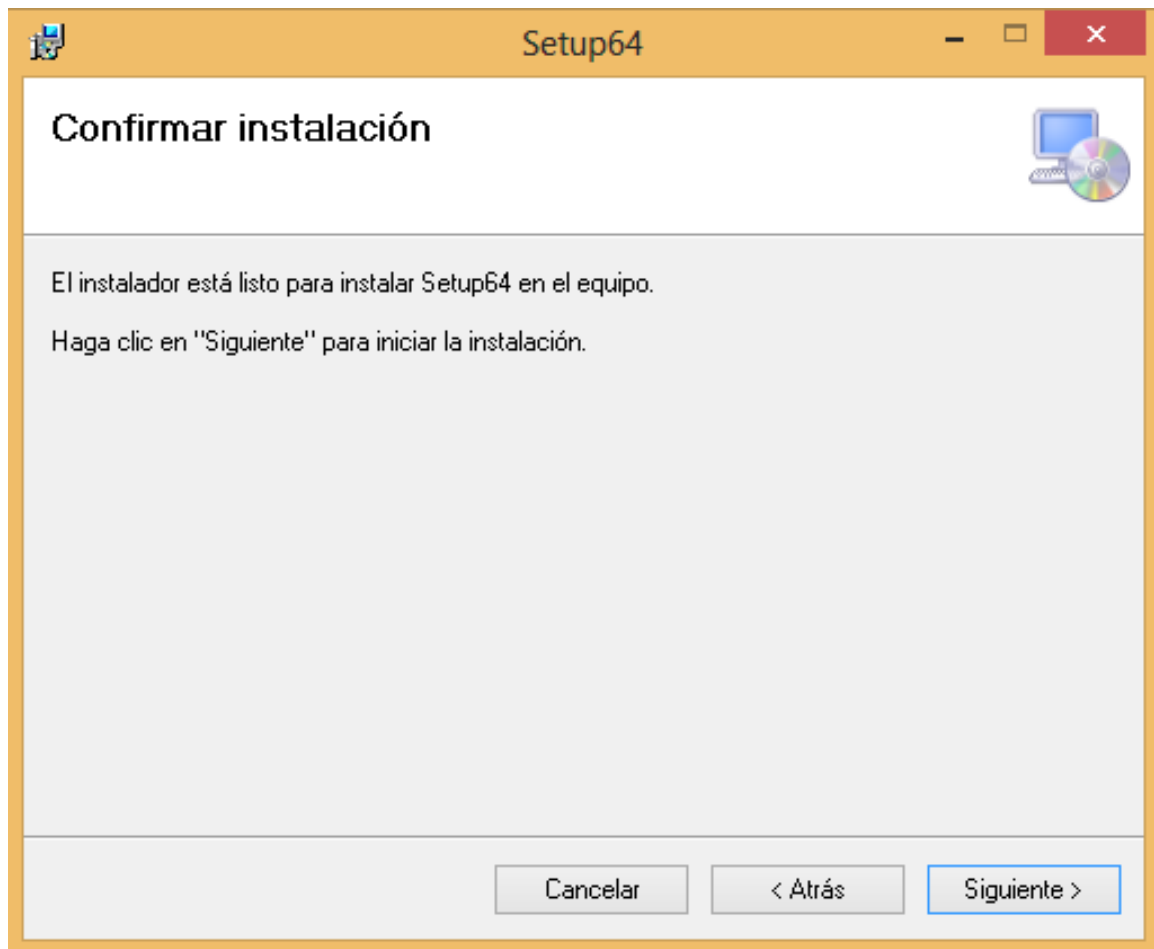 Setup64
Confirmar instalación
El instalador está listo para instalar Setup64 en el equipo.
Haga clic en "Siguiente" para iniciar la instalación.
Cancelar
< Atrás
Siguiente >